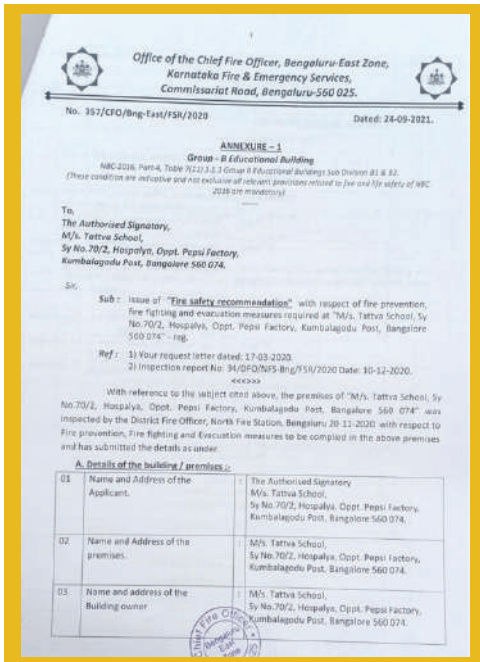 Office of the Chief Fire Officer, Bengaluru-East Zone,
Karnataka Fire & Emergency Services,
Commissariat Road, Bengaluru-560 025.
No. 357/CFO/Bng-East/FSR/2020
Dated: 24-09-2021.
ANNEXURE – 1
Group - B Educational Building
NBC-2016, Part-4, Table 7(21) 3.1.3 Group B Educational Buildings Sub Division B1 & B2.
(These condition are indicative and not exclusive all relevant provisions related to fire and life safety of NBC
2016 are mandatory)
To,
The Authorised Signatory,
M/s. Tattva School,
Sy No.70/2, Hospalya, Oppt. Pepsi Factory,
Kumbalagodu Post, Bangalore 560 074.
Sir,
Sub : Issue of "Fire safety recommendation" with respect of fire prevention,
fire fighting and evacuation measures required at "M/s. Tattva School, Sy
No.70/2, Hospalya, Oppt. Pepsi Factory, Kumbalagodu Post, Bangalore
560 074" - reg.
Ref : 1) Your request letter dated: 17-03-2020.
2) Inspection report No: 94/DFO/NFS-Bng/FSR/2020 Date: 10-12-2020.
<<<>>>
With reference to the subject cited above, the premises of "M/s. Tattva School, Sy
No.70/2, Hospalya, Oppt. Pepsi Factory, Kumbalagodu Post, Bangalore 560 074" was
inspected by the District Fire Officer, North Fire Station, Bengaluru 20-11-2020 with respect to
Fire prevention, Fire fighting and Evacuation measures to be complied in the above premises
and has submitted the details as under.
A. Details of the building / premises :-
01 Name and Address of the Applicant. : The Authorised Signatory
M/s. Tattva School,
Sy No.70/2, Hospalya, Oppt. Pepsi Factory,
Kumbalagodu Post, Bangalore 560 074.
02 Name and Address of the premises. : M/s. Tattva School,
Sy No.70/2, Hospalya, Oppt. Pepsi Factory,
Kumbalagodu Post, Bangalore 560 074.
03 Name and address of the Building owner : M/s. Tattva School,
Sy No.70/2, Hospalya, Oppt. Pepsi Factory,
Kumbalagodu Post, Bangalore 560 074.
Chief Fire Officer
Bengaluru
East